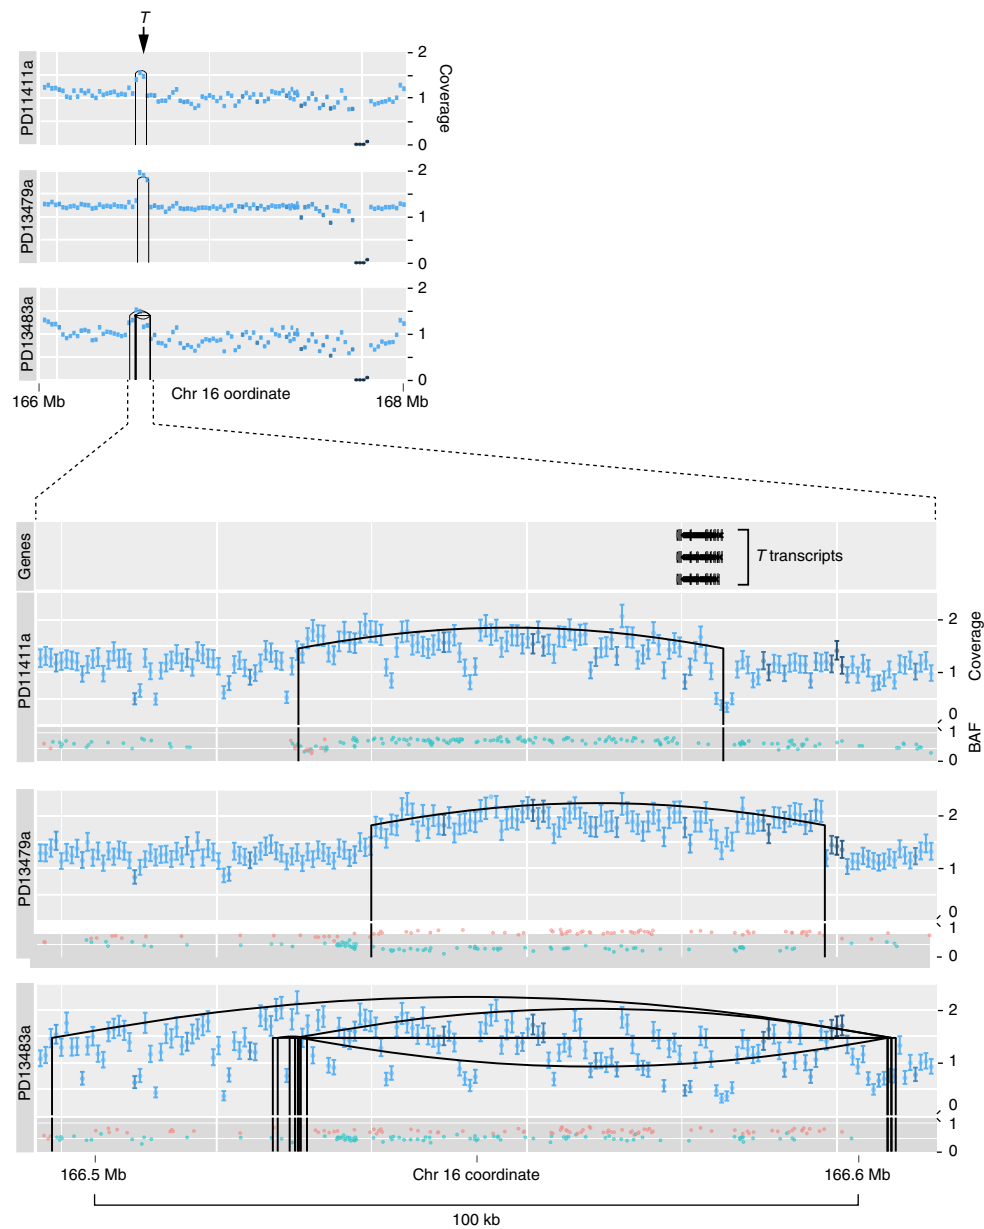 T
PD11411a
2
1
0
Coverage
PD13479a
2
1
0
PD13483a
2
1
0
166 Mb
Chr 16 oordinate
168 Mb
Genes
T transcripts
PD11411a
2
1
0
1
0
Coverage
BAF
PD13479a
2
1
0
1
0
PD13483a
2
1
0
1
0
166.5 Mb
Chr 16 coordinate
166.6 Mb
100 kb